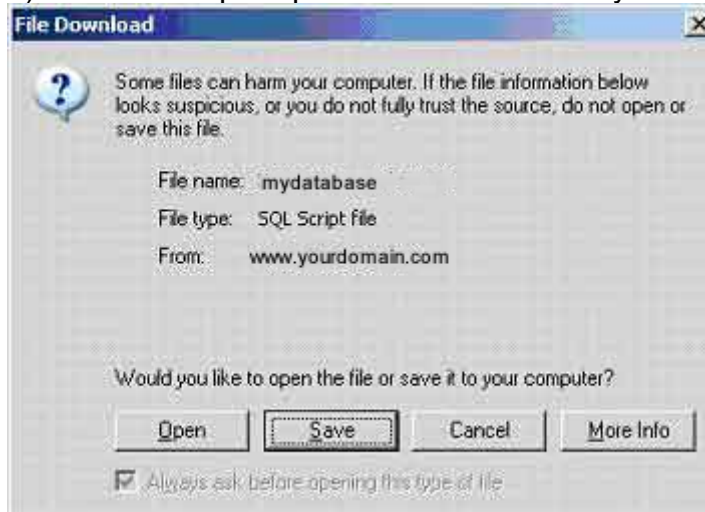 File Download
Some files can harm your computer. If the file information below
looks suspicious, or you do not fully trust the source, do not open or
save this file.
File name: mydatabase
File type: SQL Script file
From: www.yourdomain.com
Would you like to open the file or save it to your computer?
Open Save Cancel More Info
Always ask before opening this type of file